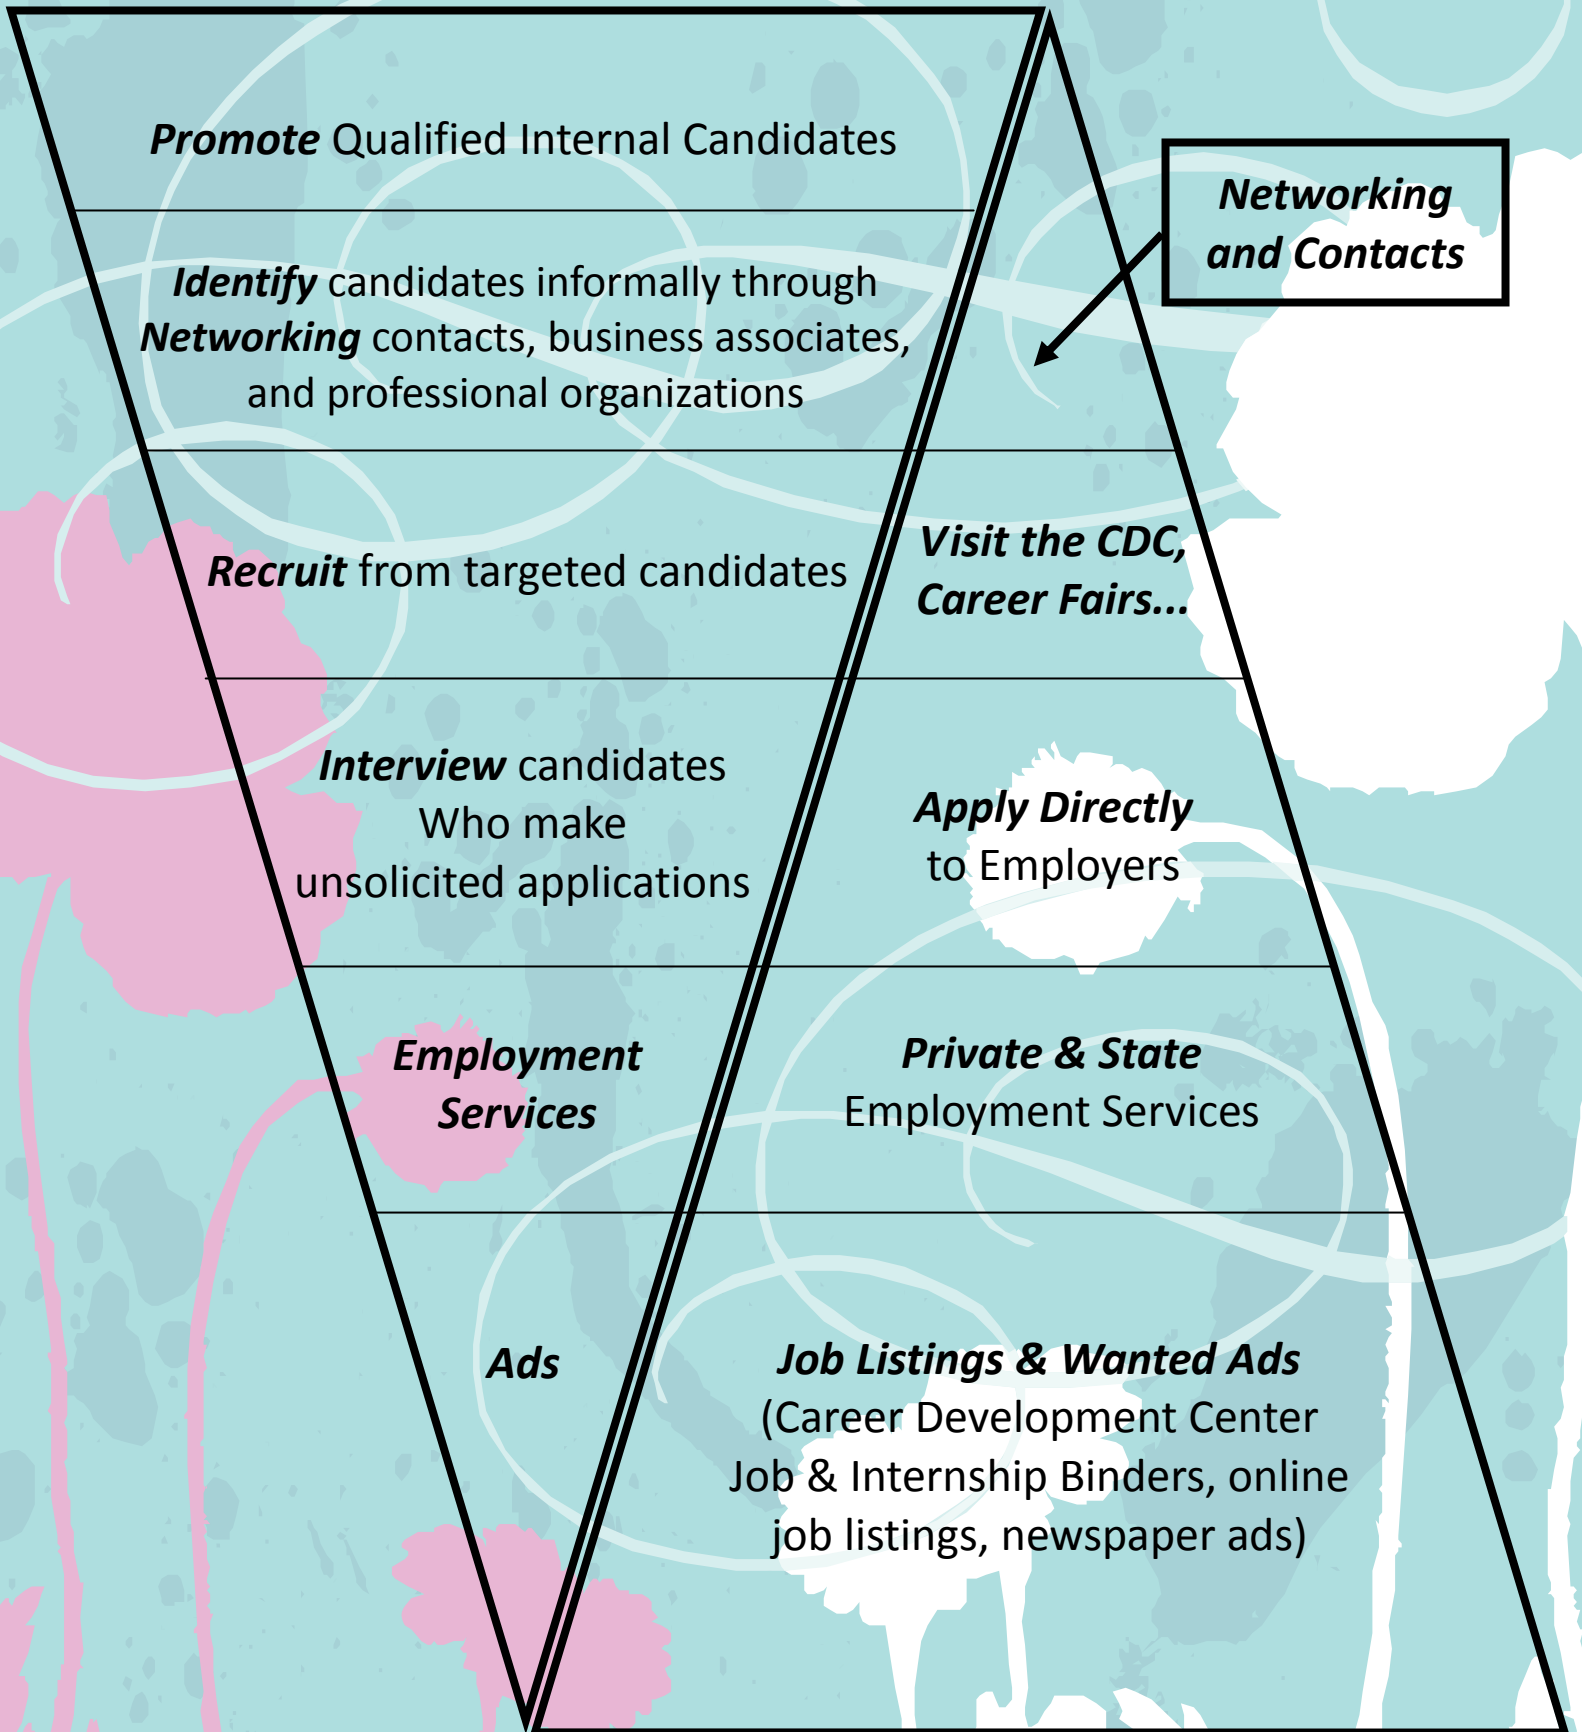 Promote Qualified Internal Candidates
Networking
and Contacts
Identify candidates informally through
Networking contacts, business associates,
and professional organizations
Recruit from targeted candidates
Visit the CDC,
Career Fairs...
Interview candidates
Who make
unsolicited applications
Apply Directly
to Employers
Employment
Services
Private & State
Employment Services
Ads
Job Listings & Wanted Ads
(Career Development Center
Job & Internship Binders, online
job listings, newspaper ads)